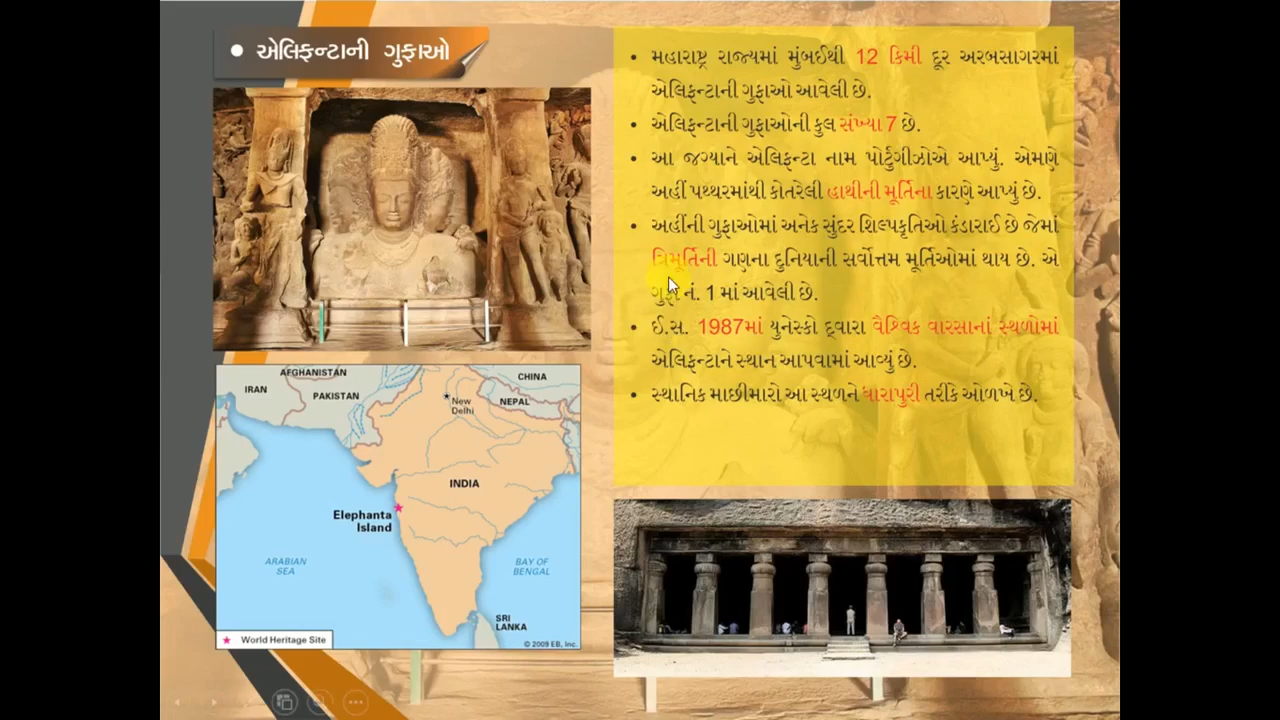 • એલિફન્ટાની ગુફાઓ
• મહારાષ્ટ્ર રાજ્યમાં મુંબઈથી 12 કિમી દૂર અરબસાગરમાં
એલિફન્ટાની ગુફાઓ આવેલી છે.
• એલિફન્ટાની ગુફાઓની કુલ સંખ્યા 7 છે.
• આ જગ્યાને એલિફન્ટા નામ પોર્ટુગીઝોએ આપ્યું. એમણે
અહીં પથ્થરમાંથી કોતરેલી હાથીની મૂર્તિના કારણે આપ્યું છે.
• અહીંની ગુફાઓમાં અનેક સુંદર શિલ્પકૃતિઓ કંડારાઈ છે જેમાં
ત્રિમૂર્તિની ગણના દુનિયાની સર્વોત્તમ મૂર્તિઓમાં થાય છે. એ
ગુફા નં. 1 માં આવેલી છે.
• ઈ.સ. 1987માં યુનેસ્કો દ્વારા વૈશ્વિક વારસાનાં સ્થળોમાં
એલિફન્ટાને સ્થાન આપવામાં આવ્યું છે.
• સ્થાનિક માછીમારો આ સ્થળને ધારાપુરી તરીકે ઓળખે છે.
AFGHANISTAN
IRAN
PAKISTAN
CHINA
NEPAL
New
Delhi
INDIA
Elephanta
Island
ARABIAN
SEA
BAY OF
BENGAL
SRI
LANKA
World Heritage Site
© 2009 EB, Inc.